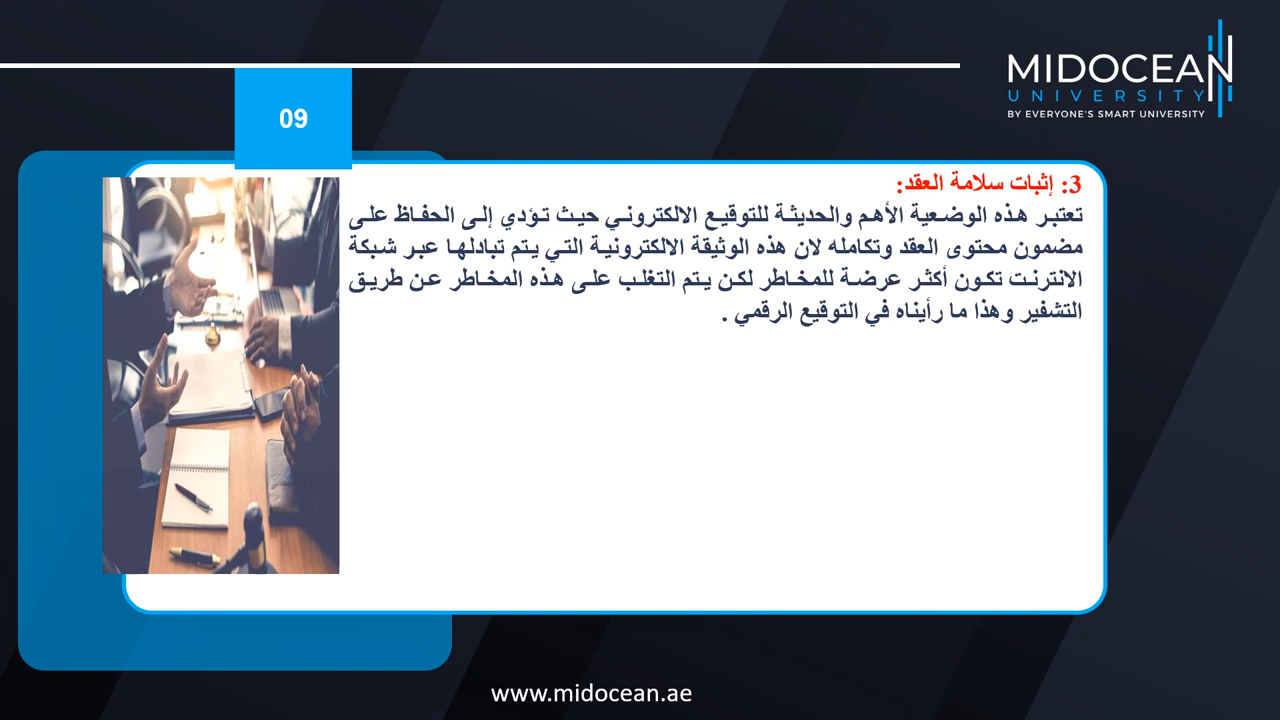 MIDOCEAN
UNIVERSITY
BY EVERYONE'S SMART UNIVERSITY
09
3: إثبات سلامة العقد:
تعتبر هذه الوضعية الأهم والحديثة للتوقيع الالكتروني حيث تؤدي إلى الحفاظ على
مضمون محتوى العقد وتكامله لان هذه الوثيقة الالكترونية التي يتم تبادلها عبر شبكة
الانترنت تكون أكثر عرضة للمخاطر لكن يتم التغلب على هذه المخاطر عن طريق
التشفير وهذا ما رأيناه في التوقيع الرقمي .
www.midocean.ae